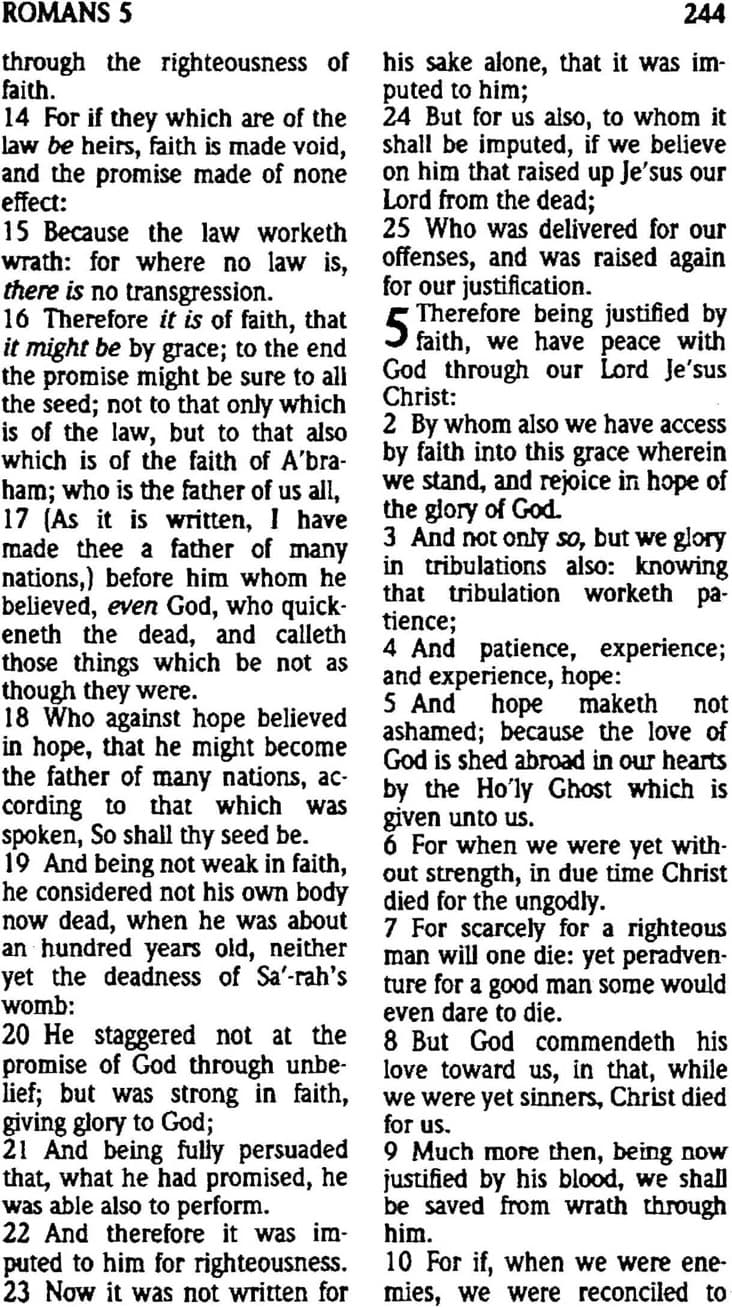 ROMANS 5
244
through the righteousness of
faith.
14 For if they which are of the
law be heirs, faith is made void,
and the promise made of none
effect:
15 Because the law worketh
wrath: for where no law is,
there is no transgression.
16 Therefore it is of faith, that
it might be by grace; to the end
the promise might be sure to all
the seed; not to that only which
is of the law, but to that also
which is of the faith of A'bra-
ham; who is the father of us all,
17 (As it is written, I have
made thee a father of many
nations,) before him whom he
believed, even God, who quick-
eneth the dead, and calleth
those things which be not as
though they were.
18 Who against hope believed
in hope, that he might become
the father of many nations, ac-
cording to that which was
spoken, So shall thy seed be.
19 And being not weak in faith,
he considered not his own body
now dead, when he was about
an hundred years old, neither
yet the deadness of Sa'-rah's
womb:
20 He staggered not at the
promise of God through unbe-
lief; but was strong in faith,
giving glory to God;
21 And being fully persuaded
that, what he had promised, he
was able also to perform.
22 And therefore it was im-
puted to him for righteousness.
23 Now it was not written for
his sake alone, that it was im-
puted to him;
24 But for us also, to whom it
shall be imputed, if we believe
on him that raised up Je'sus our
Lord from the dead;
25 Who was delivered for our
offenses, and was raised again
for our justification.
5 Therefore being justified by
faith, we have peace with
God through our Lord Je'sus
Christ:
2 By whom also we have access
by faith into this grace wherein
we stand, and rejoice in hope of
the glory of God.
3 And not only so, but we glory
in tribulations also: knowing
that tribulation worketh pa-
tience;
4 And patience, experience;
and experience, hope:
5 And hope maketh not
ashamed; because the love of
God is shed abroad in our hearts
by the Ho'ly Ghost which is
given unto us.
6 For when we were yet with-
out strength, in due time Christ
died for the ungodly.
7 For scarcely for a righteous
man will one die: yet peradven-
ture for a good man some would
even dare to die.
8 But God commendeth his
love toward us, in that, while
we were yet sinners, Christ died
for us.
9 Much more then, being now
justified by his blood, we shall
be saved from wrath through
him.
10 For if, when we were ene-
mies, we were reconciled to